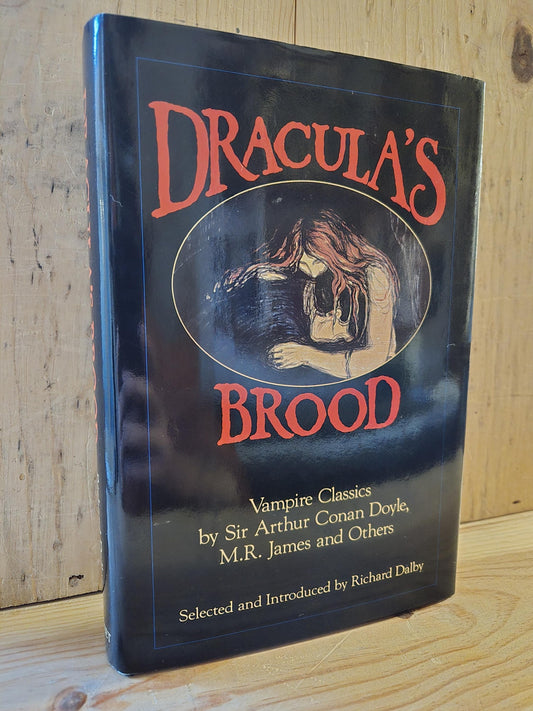 DRACULA'S
BROOD
Vampire Classics
by Sir Arthur Conan Doyle,
M.R. James and Others
Selected and Introduced by Richard Dalby